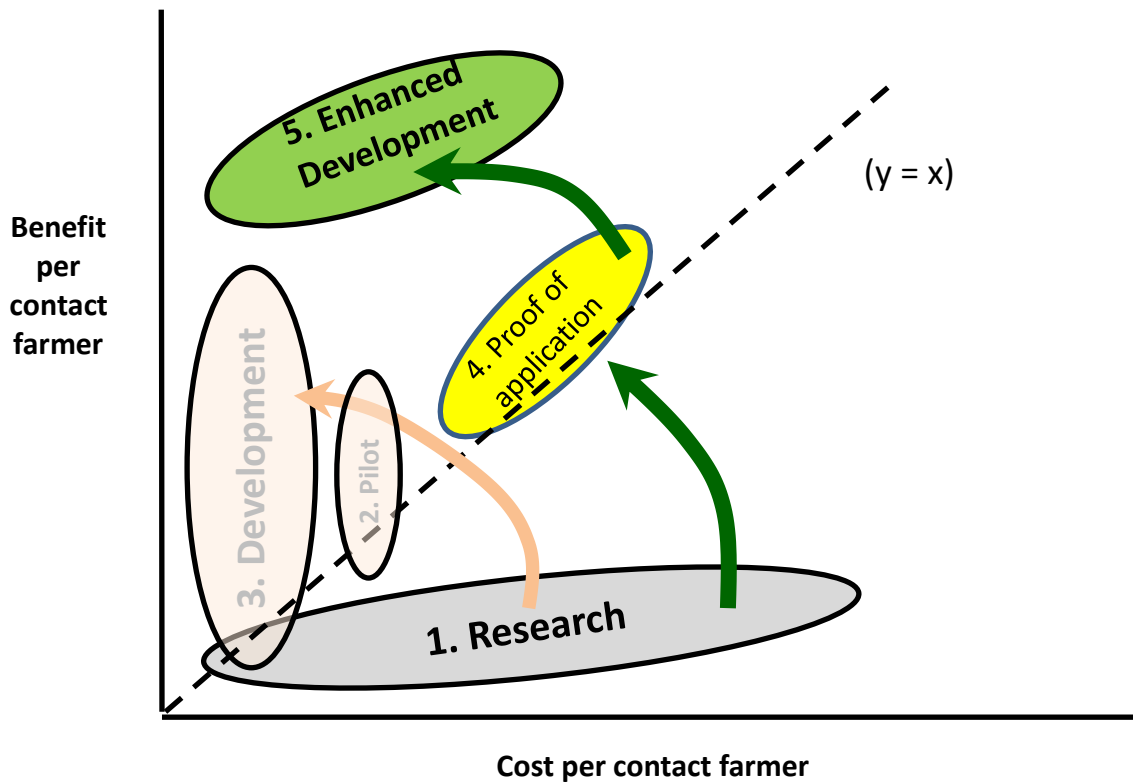 5. Enhanced
Development
(y = x)
Benefit
per
contact
farmer
4. Proof of
application
3. Development
2. Pilot
1. Research
Cost per contact farmer